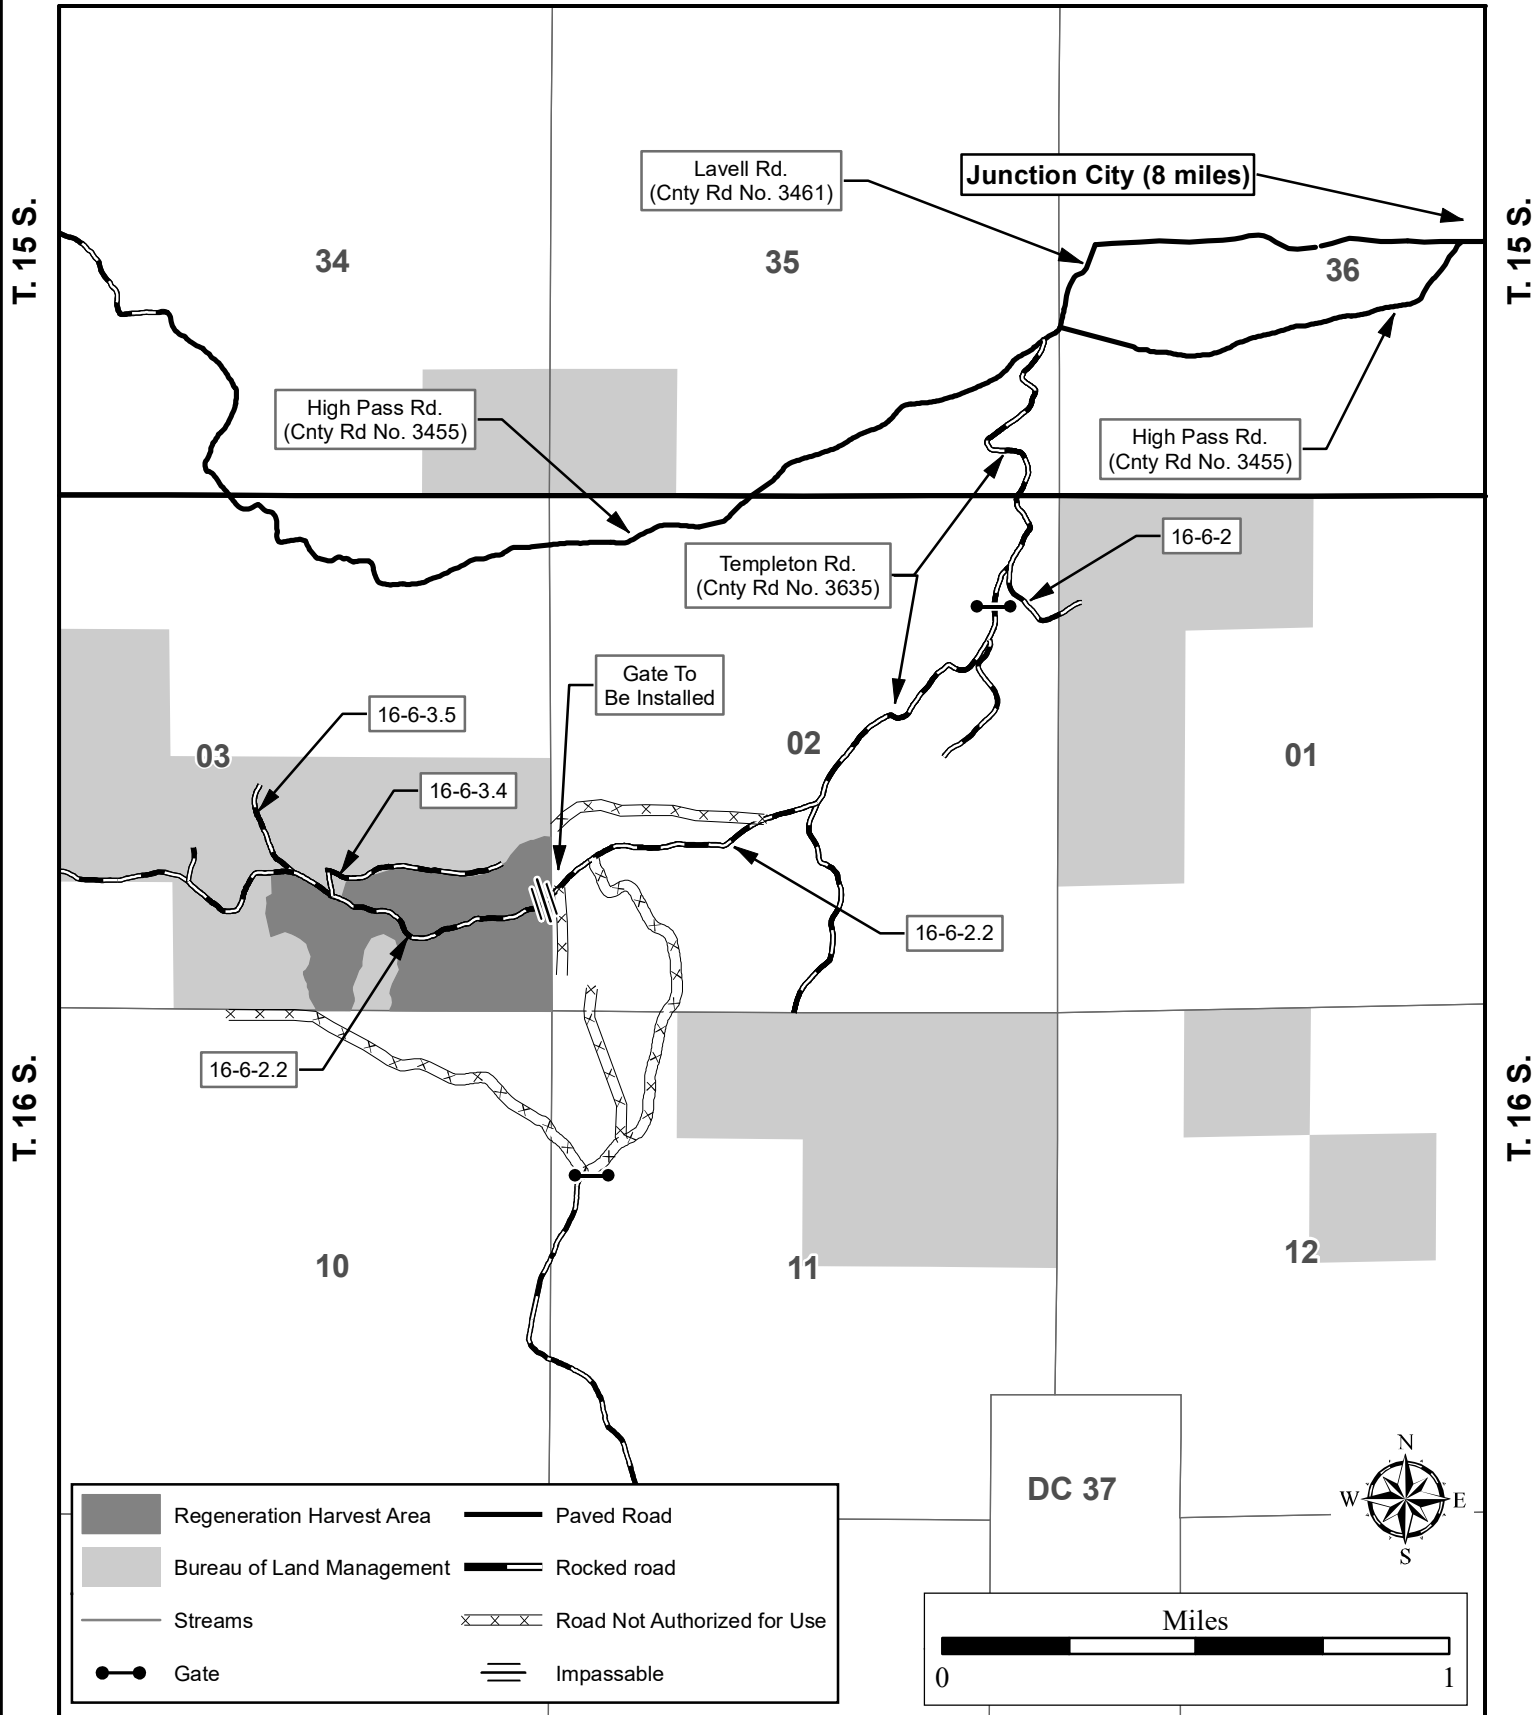 Lavell Rd.
(Cnty Rd No. 3461)
Junction City (8 miles)
T. 15 S.
T. 15 S.
34
35
36
High Pass Rd.
(Cnty Rd No. 3455)
High Pass Rd.
(Cnty Rd No. 3455)
16-6-2
Templeton Rd.
(Cnty Rd No. 3635)
Gate To
Be Installed
16-6-3.5
03
02
01
16-6-3.4
16-6-2.2
16-6-2.2
T. 16 S.
T. 16 S.
10
11
12
DC 37
N
W
E
S
Regeneration Harvest Area
Paved Road
Bureau of Land Management
Rocked road
Streams
Road Not Authorized for Use
Gate
Impassable
Miles
0
1